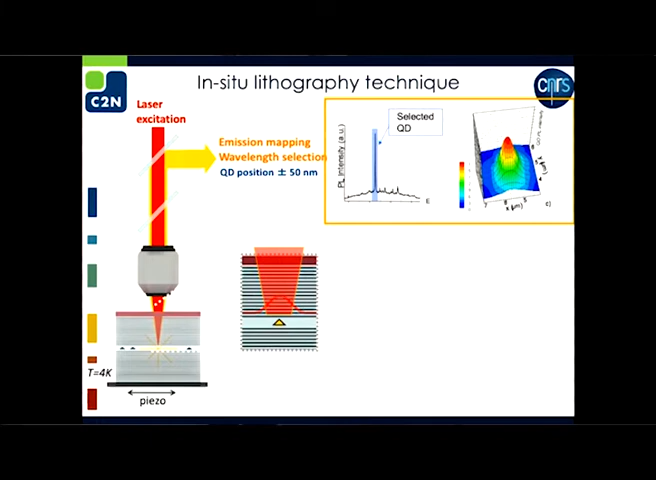 In-situ lithography technique
C2N
cnrs
Laser
excitation
Emission mapping
Wavelength selection
QD position ± 50 nm
Selected
QD
PL Intensity (a.u.)
E
x (µm)
c)
T=4K
piezo